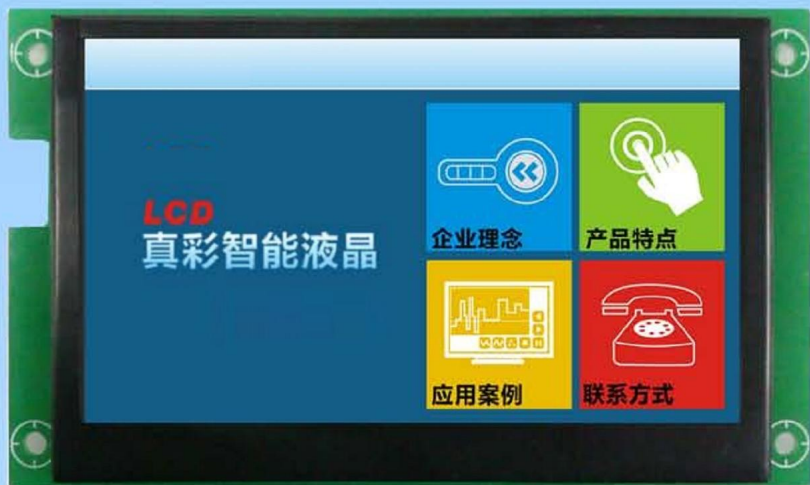 LCD
真彩智能液晶
企业理念
产品特点
应用案例
联系方式